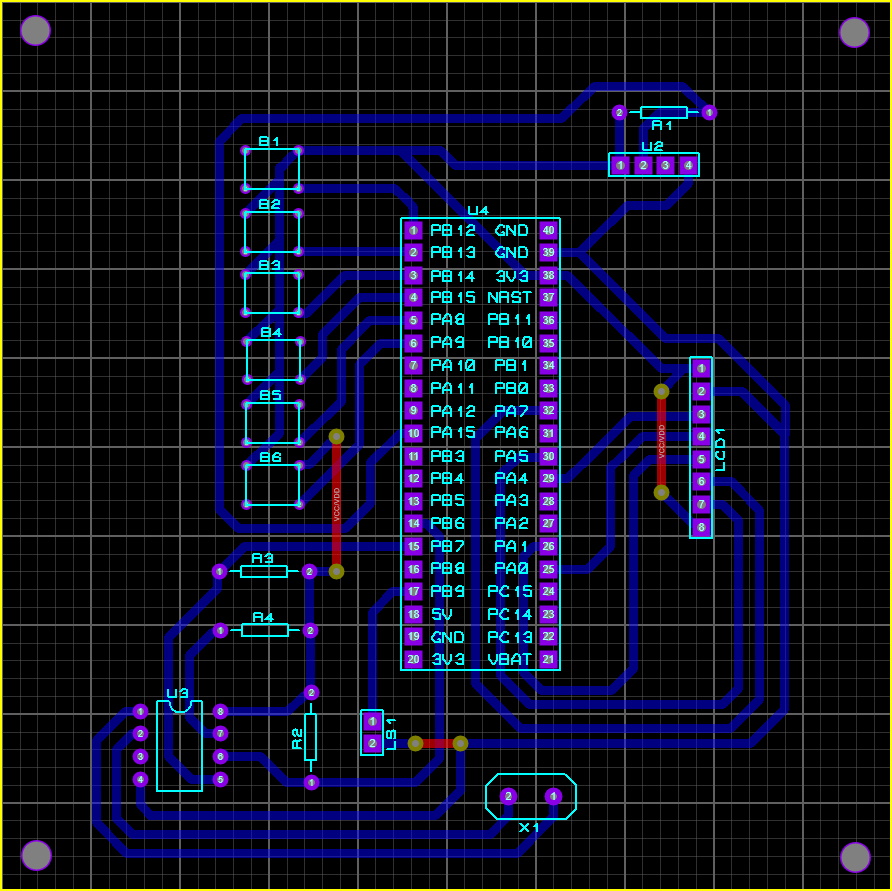 2 1
R1
B1
U2
1 2 3 4
B2
U4
1 PB12 GND 40
2 PB13 GND 39
B3
3 PB14 3V3 38
4 PB15 NRST 37
5 PA8 PB11 36
B4
6 PA9 PB10 35
7 PA10 PB1 34
1
8 PA11 PB0 33
2
B5
9 PA12 PA7 32
3
10 PA15 PA6 31
4
VCC/VDD
LCD1
B6
11 PB3 PA5 30
5
12 PB4 PA4 29
6
13 PB5 PA3 28
7
VCC/VDD
14 PB6 PA2 27
8
15 PB7 PA1 26
R3
1 2
16 PB8 PA0 25
17 PB9 PC15 24
18 5V PC14 23
R4
1 2
19 GND PC13 22
20 3V3 VBAT 21
U3
2
1 8
1
2 7
R2
LS1
2
3 6
4 5
1
2 1
X1